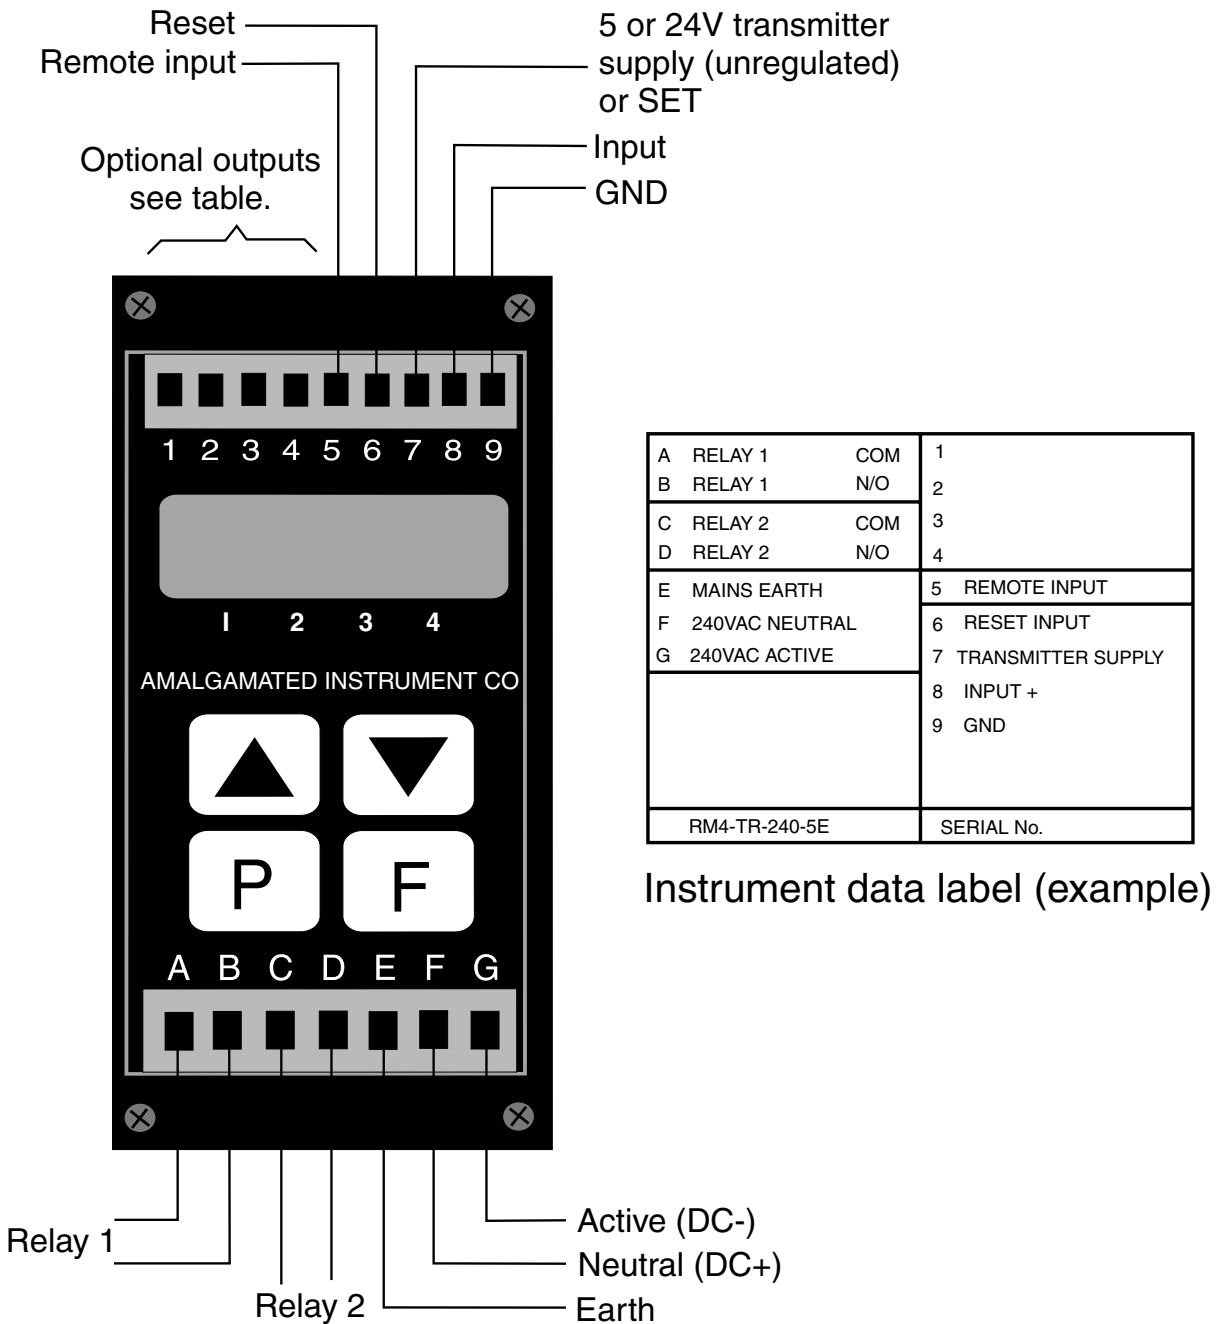 Reset
Remote input
5 or 24V transmitter
supply (unregulated)
or SET
Input
GND
Optional outputs
see table.
1 2 3 4 5 6 7 8 9
I 2 3 4
AMALGAMATED INSTRUMENT CO
P F
A B C D E F G
Relay 1
Relay 2
Active (DC-)
Neutral (DC+)
Earth
A RELAY 1 COM
B RELAY 1 N/O
C RELAY 2 COM
D RELAY 2 N/O
E MAINS EARTH
F 240VAC NEUTRAL
G 240VAC ACTIVE
RM4-TR-240-5E
1
2
3
4
5 REMOTE INPUT
6 RESET INPUT
7 TRANSMITTER SUPPLY
8 INPUT +
9 GND
SERIAL No.
Instrument data label (example)